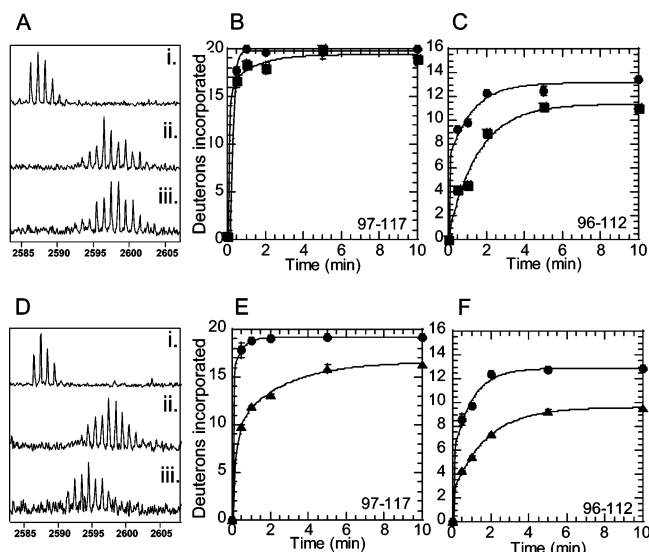 A
i.
ii.
iii.
2585 2590 2595 2600 2605
B
Deuterons incorporated
20
15
10
5
0
0 2 4 6 8 10
Time (min)
97-117
C
16
14
12
10
8
6
4
2
0
0 2 4 6 8 10
Time (min)
96-112
D
i.
ii.
iii.
2585 2590 2595 2600 2605
E
Deuterons incorporated
20
15
10
5
0
0 2 4 6 8 10
Time (min)
97-117
F
16
14
12
10
8
6
4
2
0
0 2 4 6 8 10
Time (min)
96-112